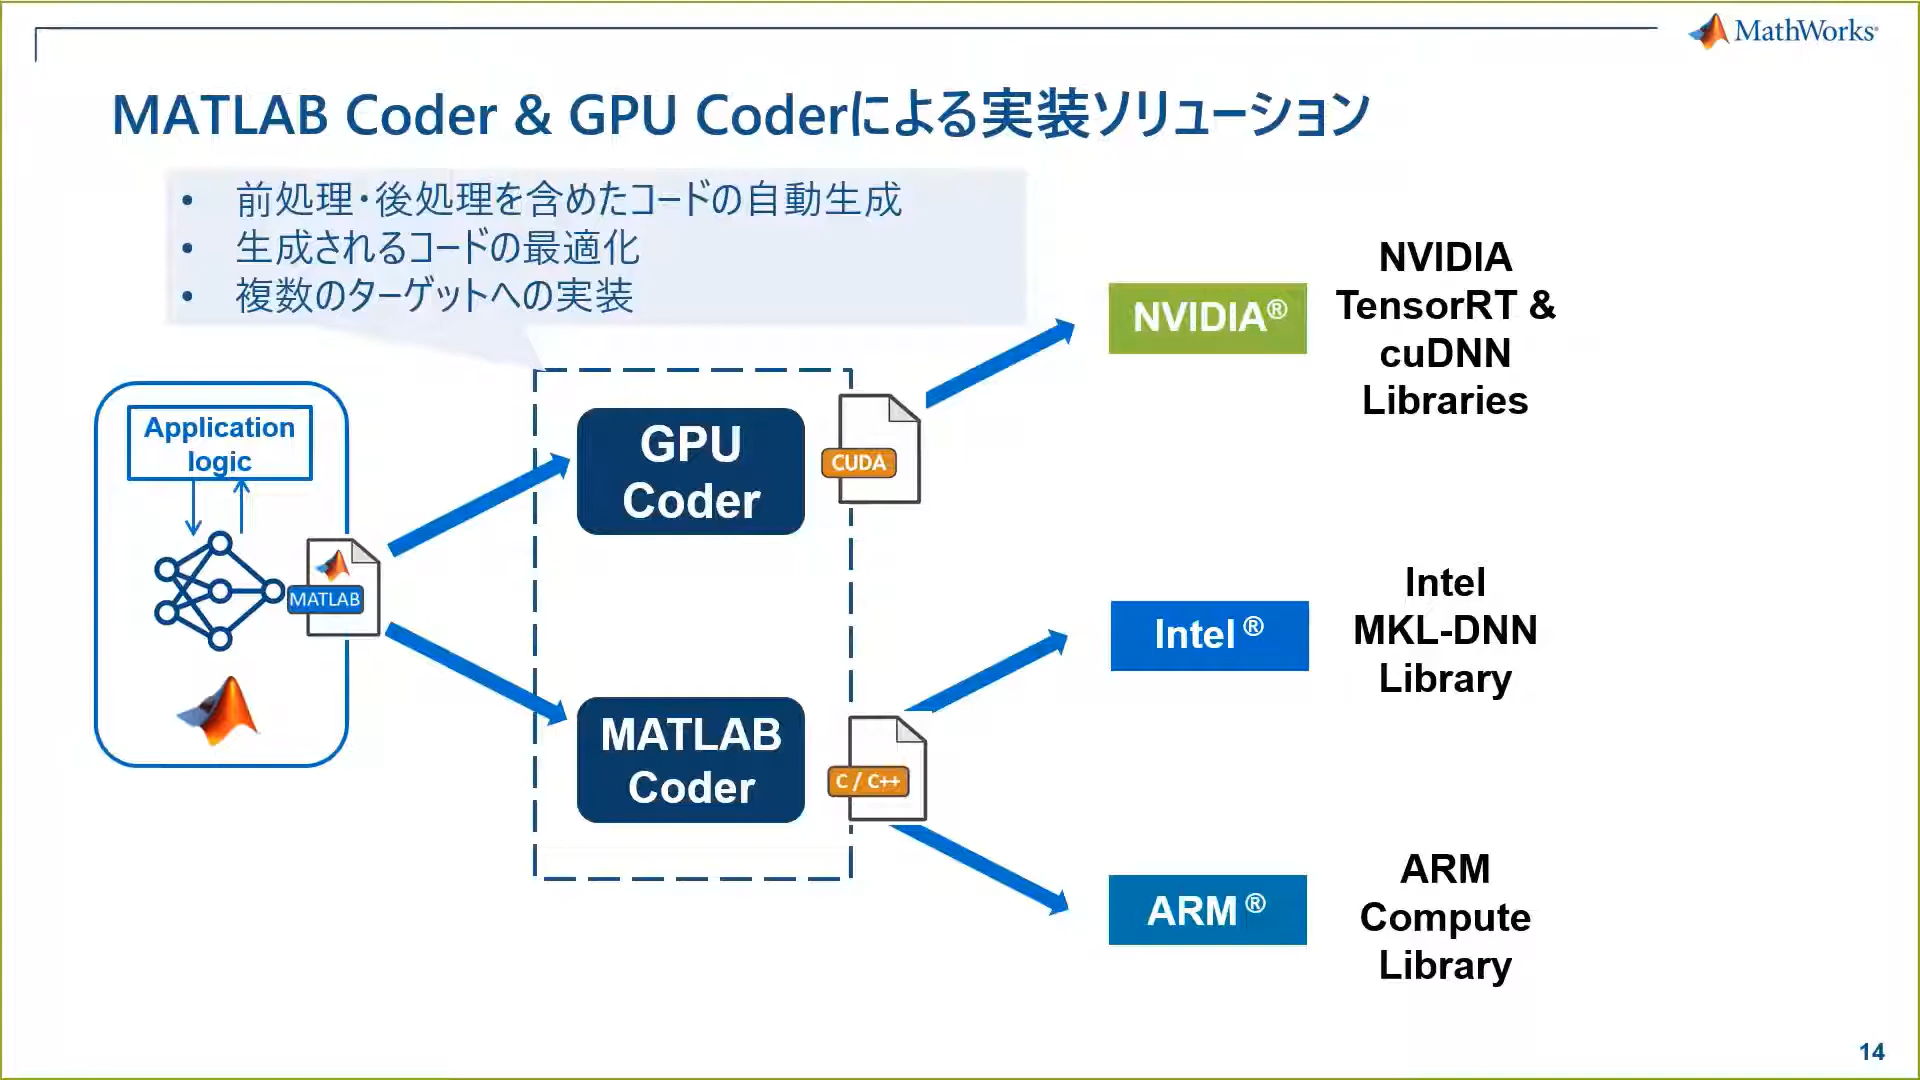 MathWorks®
MATLAB Coder & GPU Coderによる実装ソリューション
• 前処理・後処理を含めたコードの自動生成
• 生成されるコードの最適化
• 複数のターゲットへの実装
Application
logic
MATLAB
GPU
Coder
CUDA
MATLAB
Coder
C / C++
NVIDIA®
NVIDIA
TensorRT &
cuDNN
Libraries
Intel®
Intel
MKL-DNN
Library
ARM®
ARM
Compute
Library
14